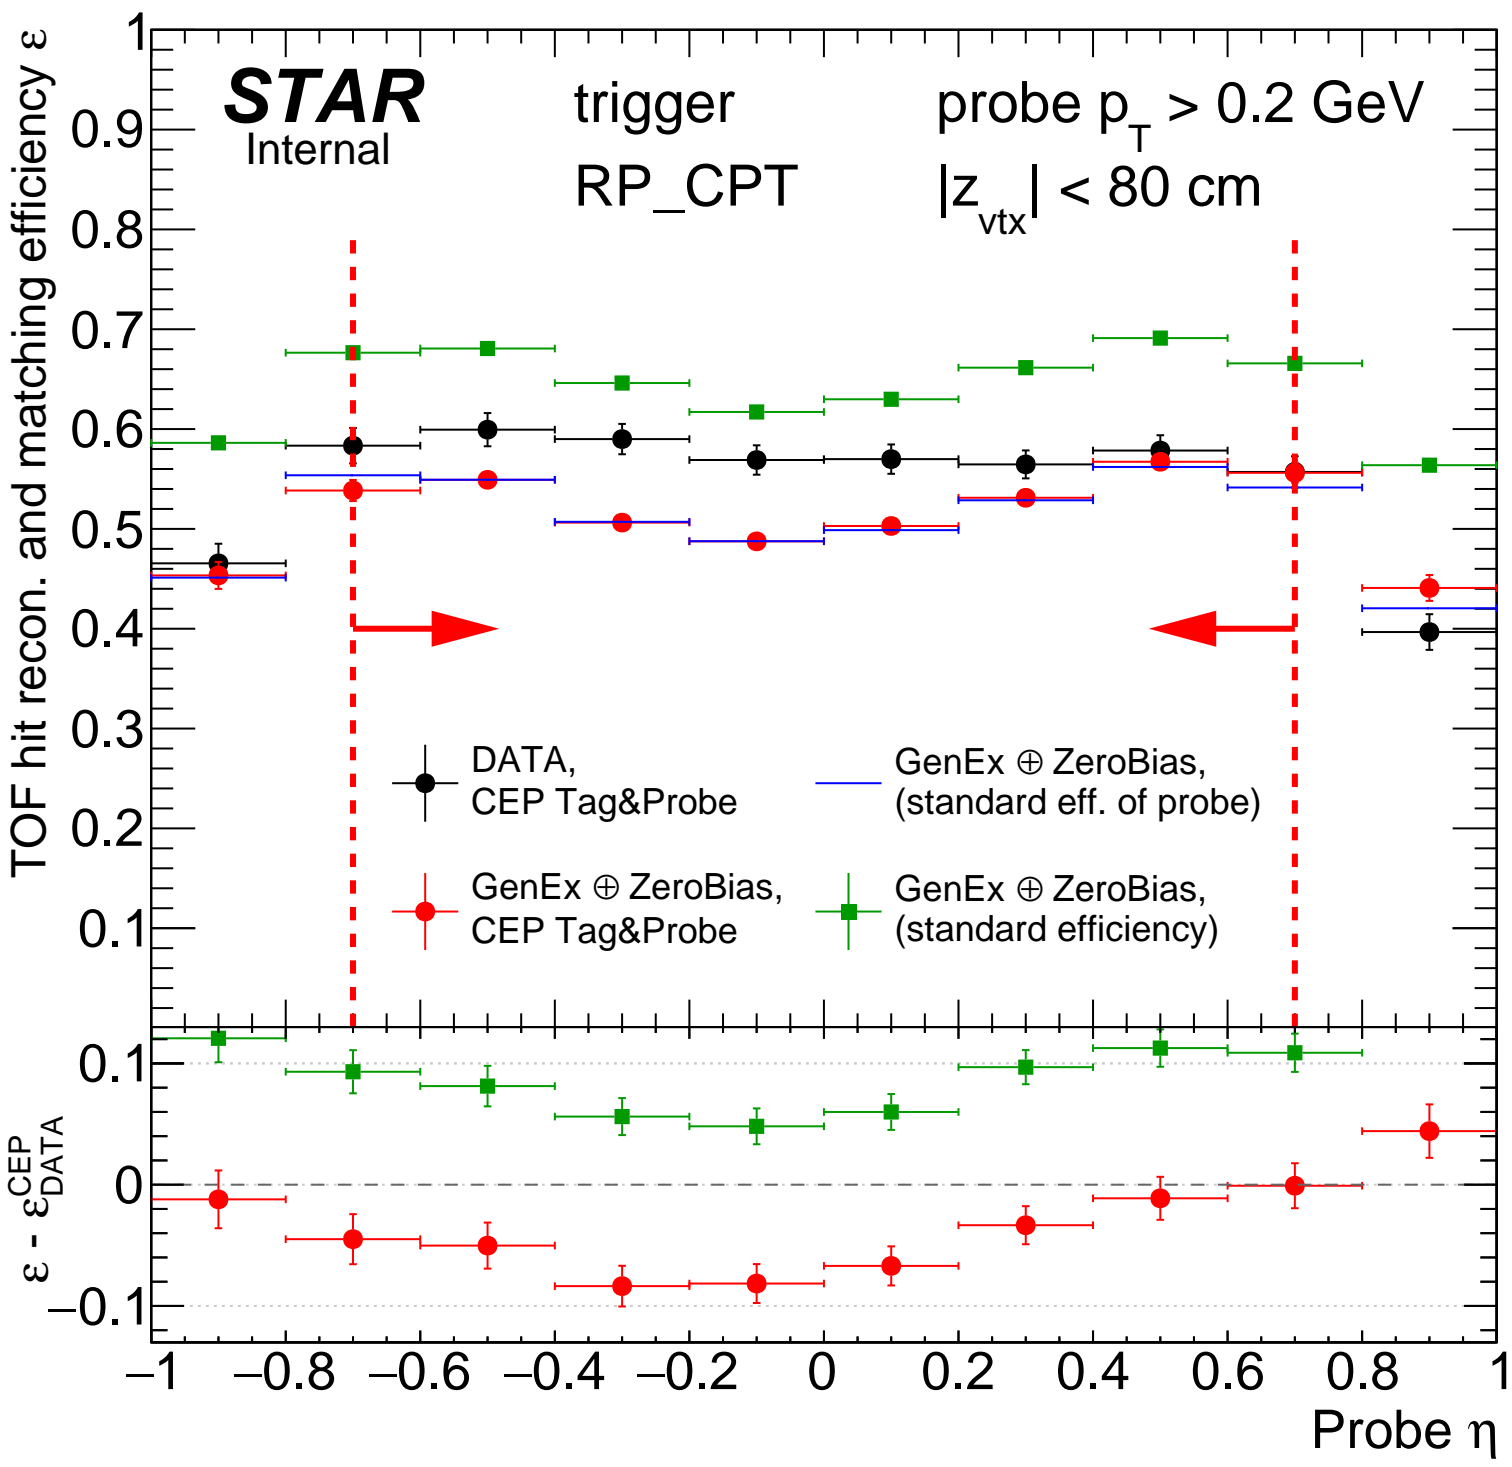 TOF hit recon. and matching efficiency ε
1
0.9
0.8
0.7
0.6
0.5
0.4
0.3
0.2
0.1
STAR
Internal
trigger
RP_CPT
probe p_T > 0.2 GeV
|z_vtx| < 80 cm
DATA,
CEP Tag&Probe
GenEx ⊕ ZeroBias,
CEP Tag&Probe
GenEx ⊕ ZeroBias,
(standard eff. of probe)
GenEx ⊕ ZeroBias,
(standard efficiency)
ε - ε^CEP_DATA
0.1
0
−0.1
−1 −0.8 −0.6 −0.4 −0.2 0 0.2 0.4 0.6 0.8 1
Probe η